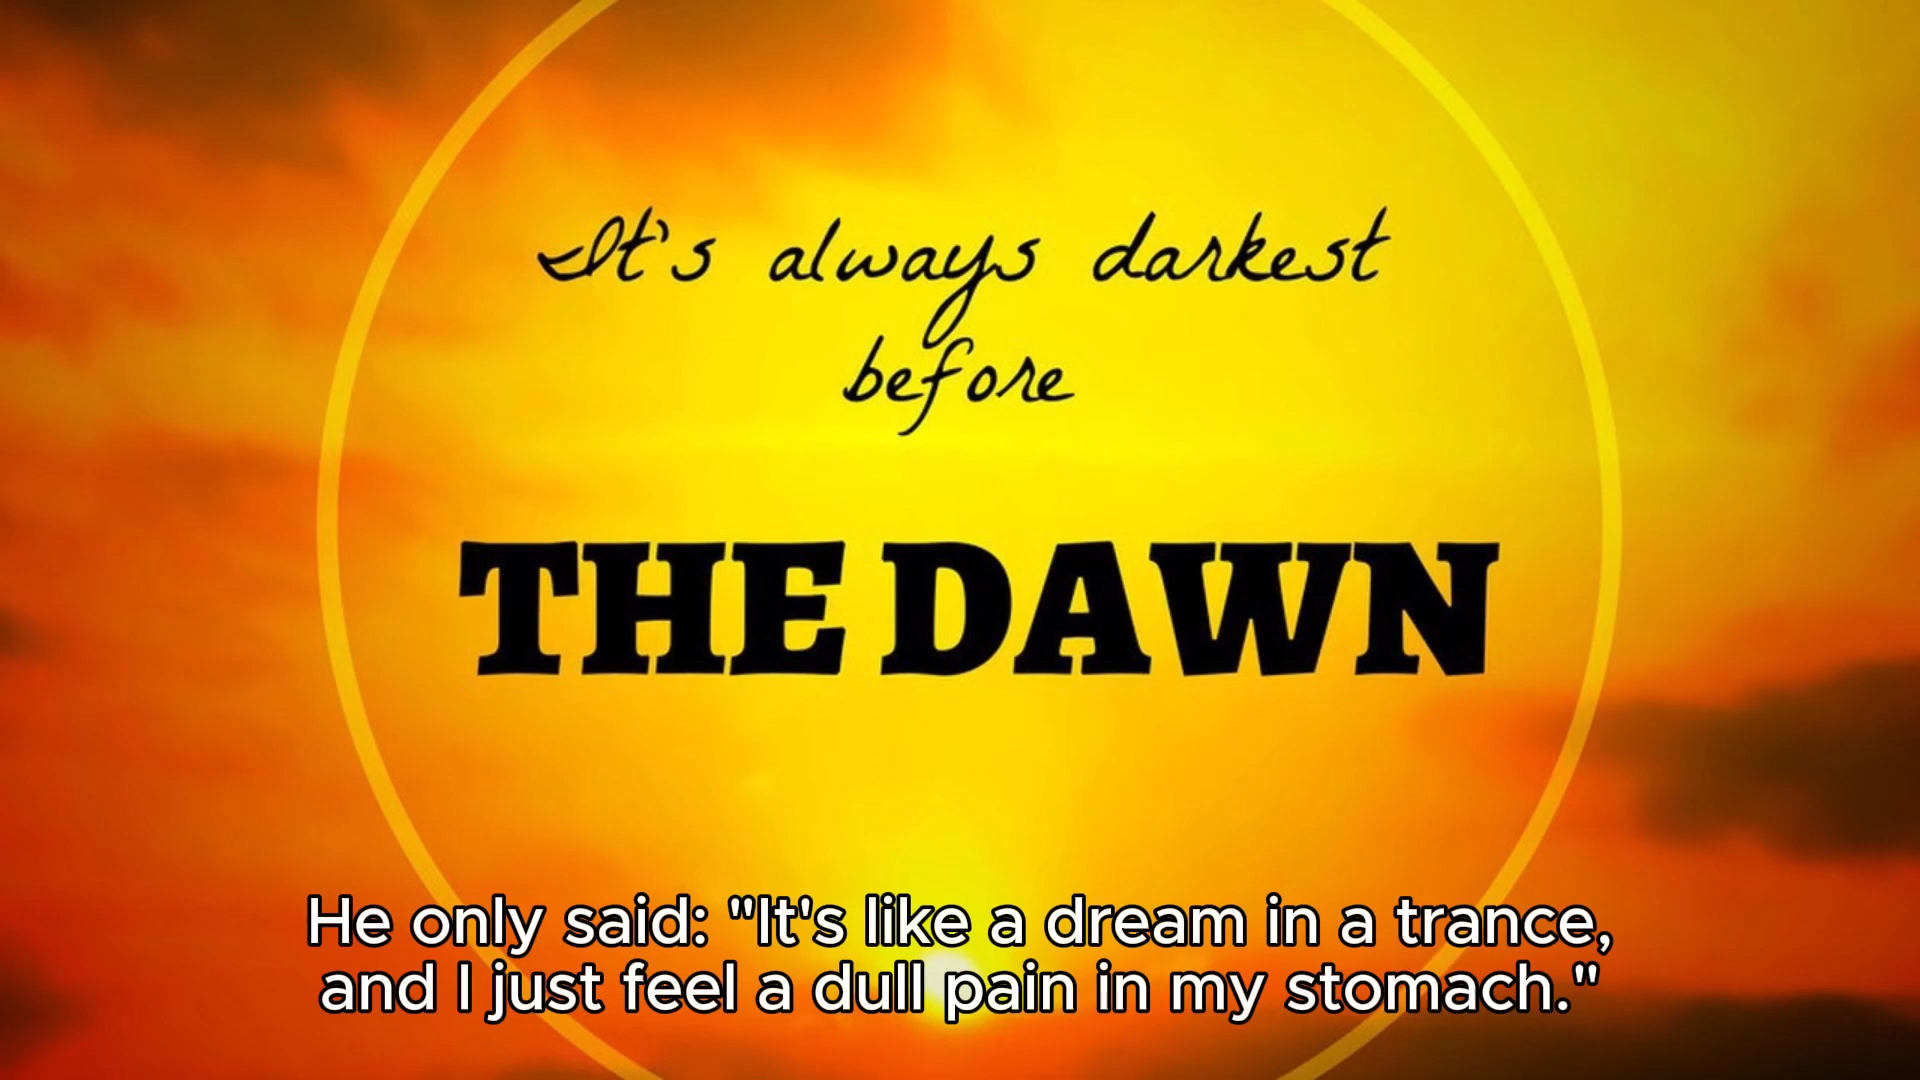 It's always darkest
before
THE DAWN
He only said: "It's like a dream in a trance,
and I just feel a dull pain in my stomach."